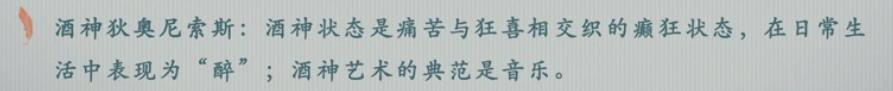 酒神狄奥尼索斯：酒神状态是痛苦与狂喜相交织的癫狂状态，在日常生
活中表现为“醉”；酒神艺术的典范是音乐。